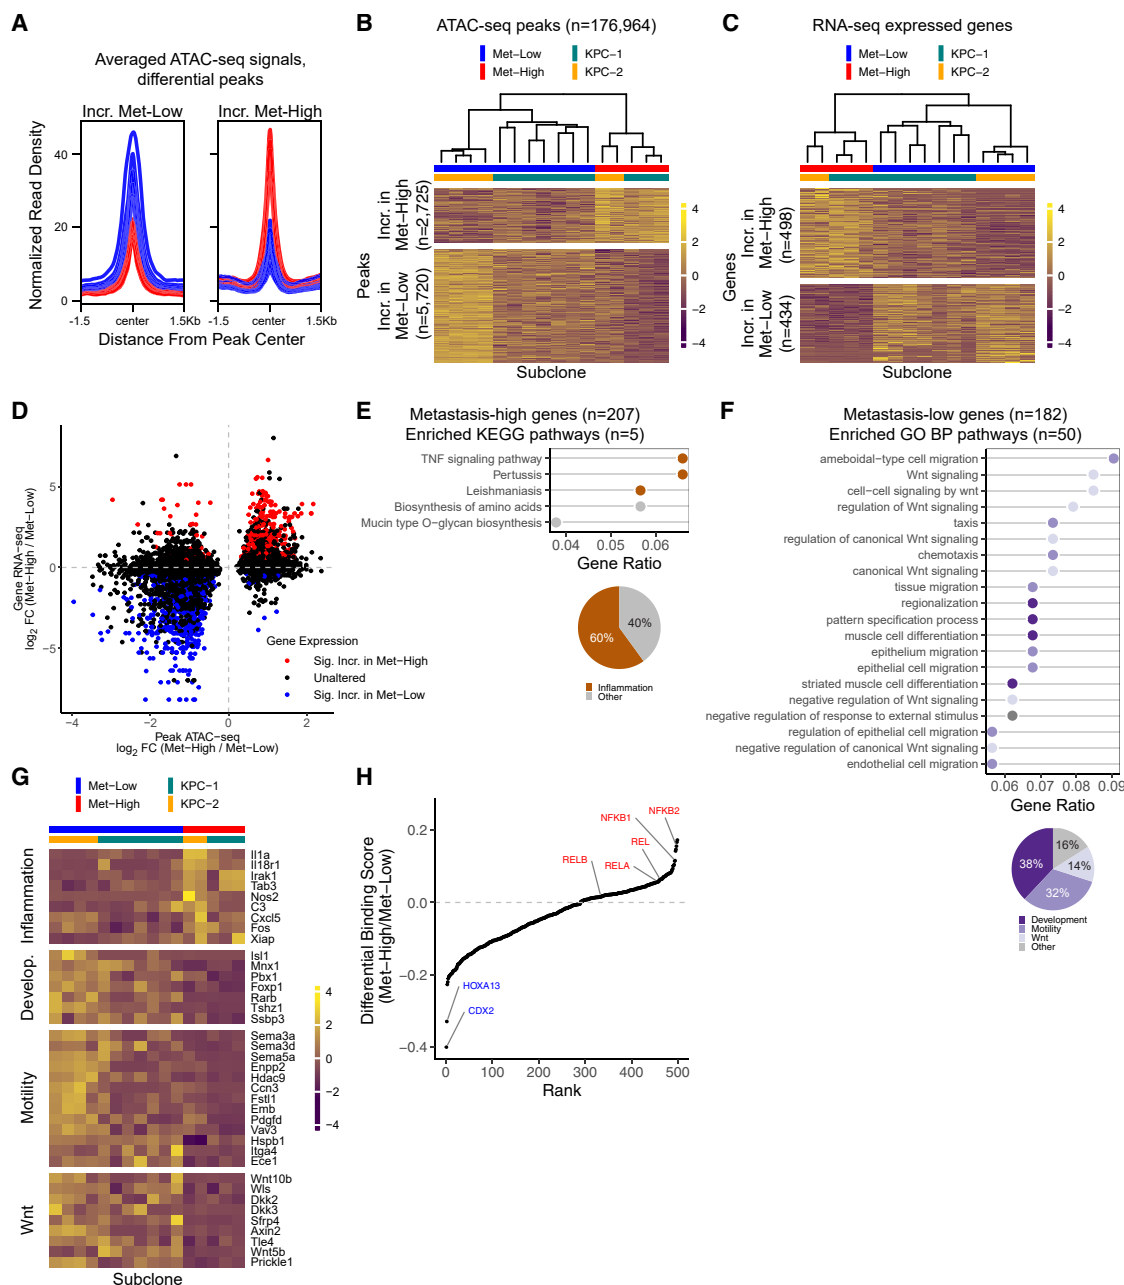 A
Averaged ATAC-seq signals,
differential peaks
Incr. Met-Low
Incr. Met-High
Normalized Read Density
40
20
0
-1.5
center
1.5Kb
-1.5
center
1.5Kb
Distance From Peak Center
B
ATAC-seq peaks (n=176,964)
Met−Low
KPC−1
Met−High
KPC−2
Peaks
Incr. in
Met−High
(n=2,725)
Incr. in
Met−Low
(n=5,720)
4
2
0
−2
−4
Subclone
C
RNA-seq expressed genes
Met−Low
KPC−1
Met−High
KPC−2
Genes
Incr. in
Met−High
(n=498)
Incr. in
Met−Low
(n=434)
4
2
0
−2
−4
Subclone
D
Gene RNA−seq
log2 FC (Met−High / Met−Low)
5
0
−5
Gene Expression
Sig. Incr. in Met−High
Unaltered
Sig. Incr. in Met−Low
−4
−2
0
2
Peak ATAC−seq
log2 FC (Met−High / Met−Low)
E
Metastasis-high genes (n=207)
Enriched KEGG pathways (n=5)
TNF signaling pathway
Pertussis
Leishmaniasis
Biosynthesis of amino acids
Mucin type O−glycan biosynthesis
0.04
0.05
0.06
Gene Ratio
40%
60%
Inflammation
Other
F
Metastasis-low genes (n=182)
Enriched GO BP pathways (n=50)
ameboidal−type cell migration
Wnt signaling
cell−cell signaling by wnt
regulation of Wnt signaling
taxis
regulation of canonical Wnt signaling
chemotaxis
canonical Wnt signaling
tissue migration
regionalization
pattern specification process
muscle cell differentiation
epithelium migration
epithelial cell migration
striated muscle cell differentiation
negative regulation of Wnt signaling
negative regulation of response to external stimulus
regulation of epithelial cell migration
negative regulation of canonical Wnt signaling
endothelial cell migration
0.06
0.07
0.08
0.09
Gene Ratio
16%
38%
14%
32%
Development
Motility
Wnt
Other
G
Met−Low
KPC−1
Met−High
KPC−2
Inflammation
Il1a
Il18r1
Irak1
Tab3
Nos2
C3
Cxcl5
Fos
Xiap
Develop.
Isl1
Mnx1
Pbx1
Foxp1
Rarb
Tshz1
Ssbp3
Motility
Sema3a
Sema3d
Sema5a
Enpp2
Hdac9
Ccn3
Fstl1
Emb
Pdgfd
Vav3
Hspb1
Itga4
Ece1
Wnt
Wnt10b
Wls
Dkk2
Dkk3
Sfrp4
Axin2
Tle4
Wnt5b
Prickle1
4
2
0
−2
−4
Subclone
H
Differential Binding Score
(Met−High/Met−Low)
0.2
0.0
−0.2
−0.4
NFKB2
NFKB1
REL
RELB
RELA
HOXA13
CDX2
0
100
200
300
400
500
Rank